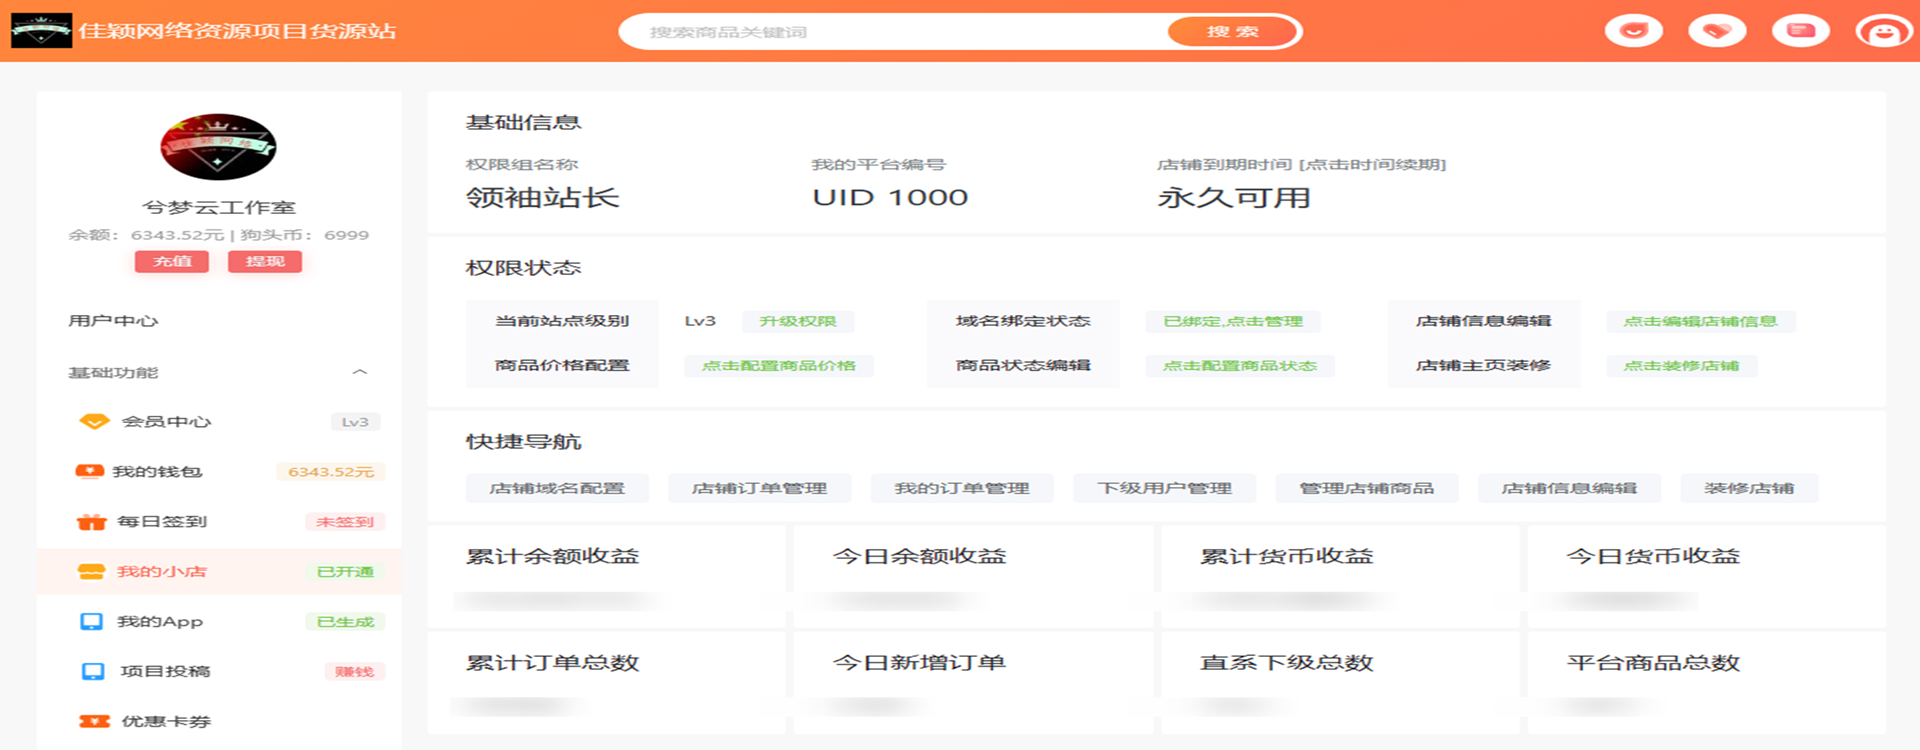 佳颖网络资源项目货源站
搜索商品关键词
搜 索
兮梦云工作室
余额：6343.52元 | 狗头币：6999
充值 提现
用户中心
基础功能
会员中心 Lv3
我的钱包 6343.52元
每日签到 未签到
我的小店 已开通
我的App 已生成
项目投稿 赚钱
优惠卡券
基础信息
权限组名称 我的平台编号 店铺到期时间 [点击时间续期]
领袖站长 UID 1000 永久可用
权限状态
当前站点级别 Lv3 升级权限 域名绑定状态 已绑定,点击管理 店铺信息编辑 点击编辑店铺信息
商品价格配置 点击配置商品价格 商品状态编辑 点击配置商品状态 店铺主页装修 点击装修店铺
快捷导航
店铺域名配置 店铺订单管理 我的订单管理 下级用户管理 管理店铺商品 店铺信息编辑 装修店铺
累计余额收益 今日余额收益 累计货币收益 今日货币收益
累计订单总数 今日新增订单 直系下级总数 平台商品总数